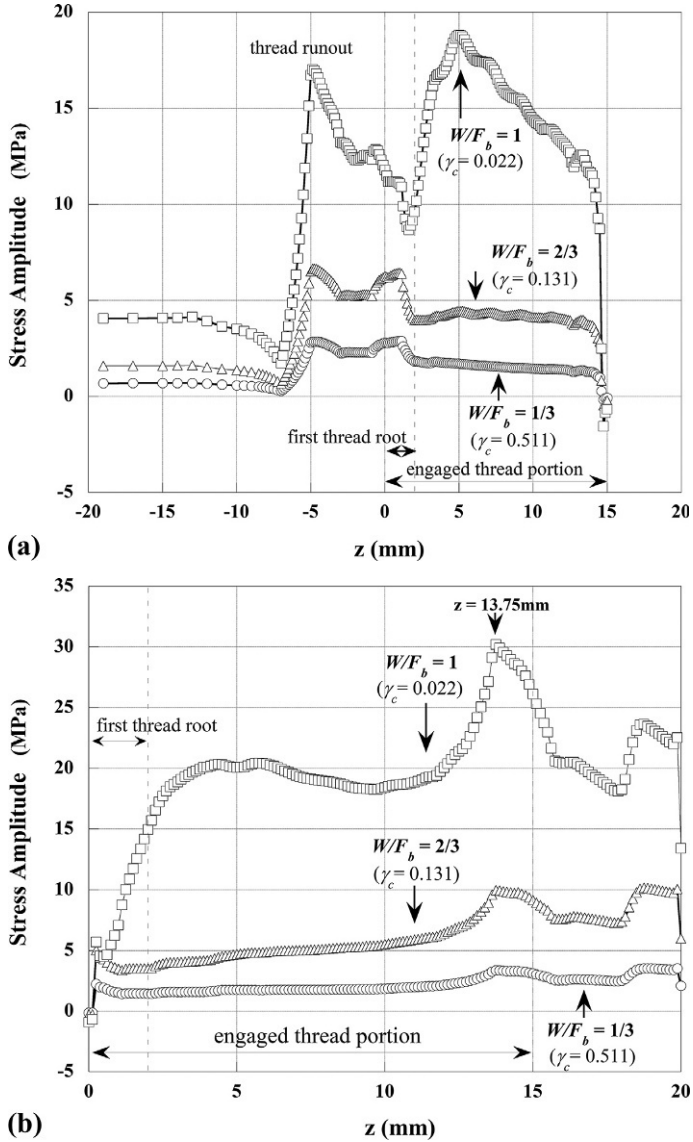 20
15
10
5
0
-5
Stress Amplitude (MPa)
thread runout
W/F_b = 1
(γ_c = 0.022)
W/F_b = 2/3
(γ_c = 0.131)
W/F_b = 1/3
(γ_c = 0.511)
first thread root
engaged thread portion
-20 -15 -10 -5 0 5 10 15 20
z (mm)
(a)
35
30
25
20
15
10
5
0
-5
Stress Amplitude (MPa)
z = 13.75mm
W/F_b = 1
(γ_c = 0.022)
first thread root
W/F_b = 2/3
(γ_c = 0.131)
engaged thread portion
W/F_b = 1/3
(γ_c = 0.511)
0 5 10 15 20
z (mm)
(b)